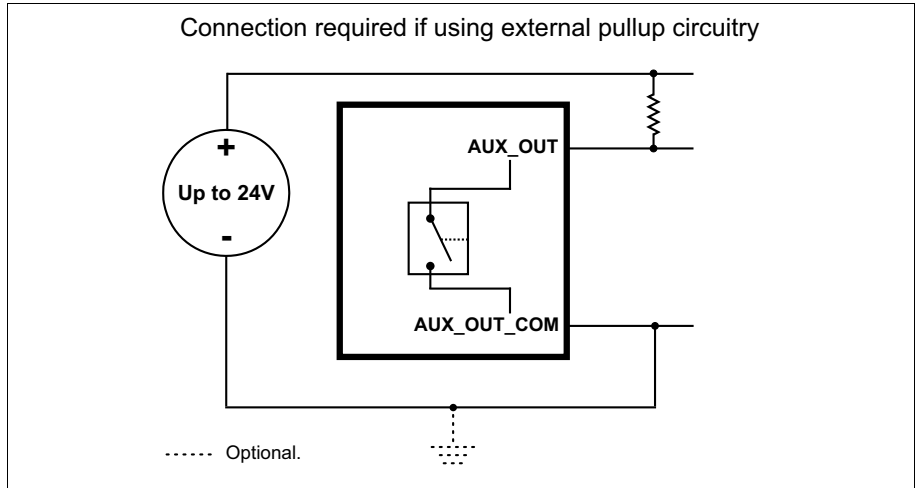 Connection required if using external pullup circuitry
AUX_OUT
+
Up to 24V
-
AUX_OUT_COM
Optional.